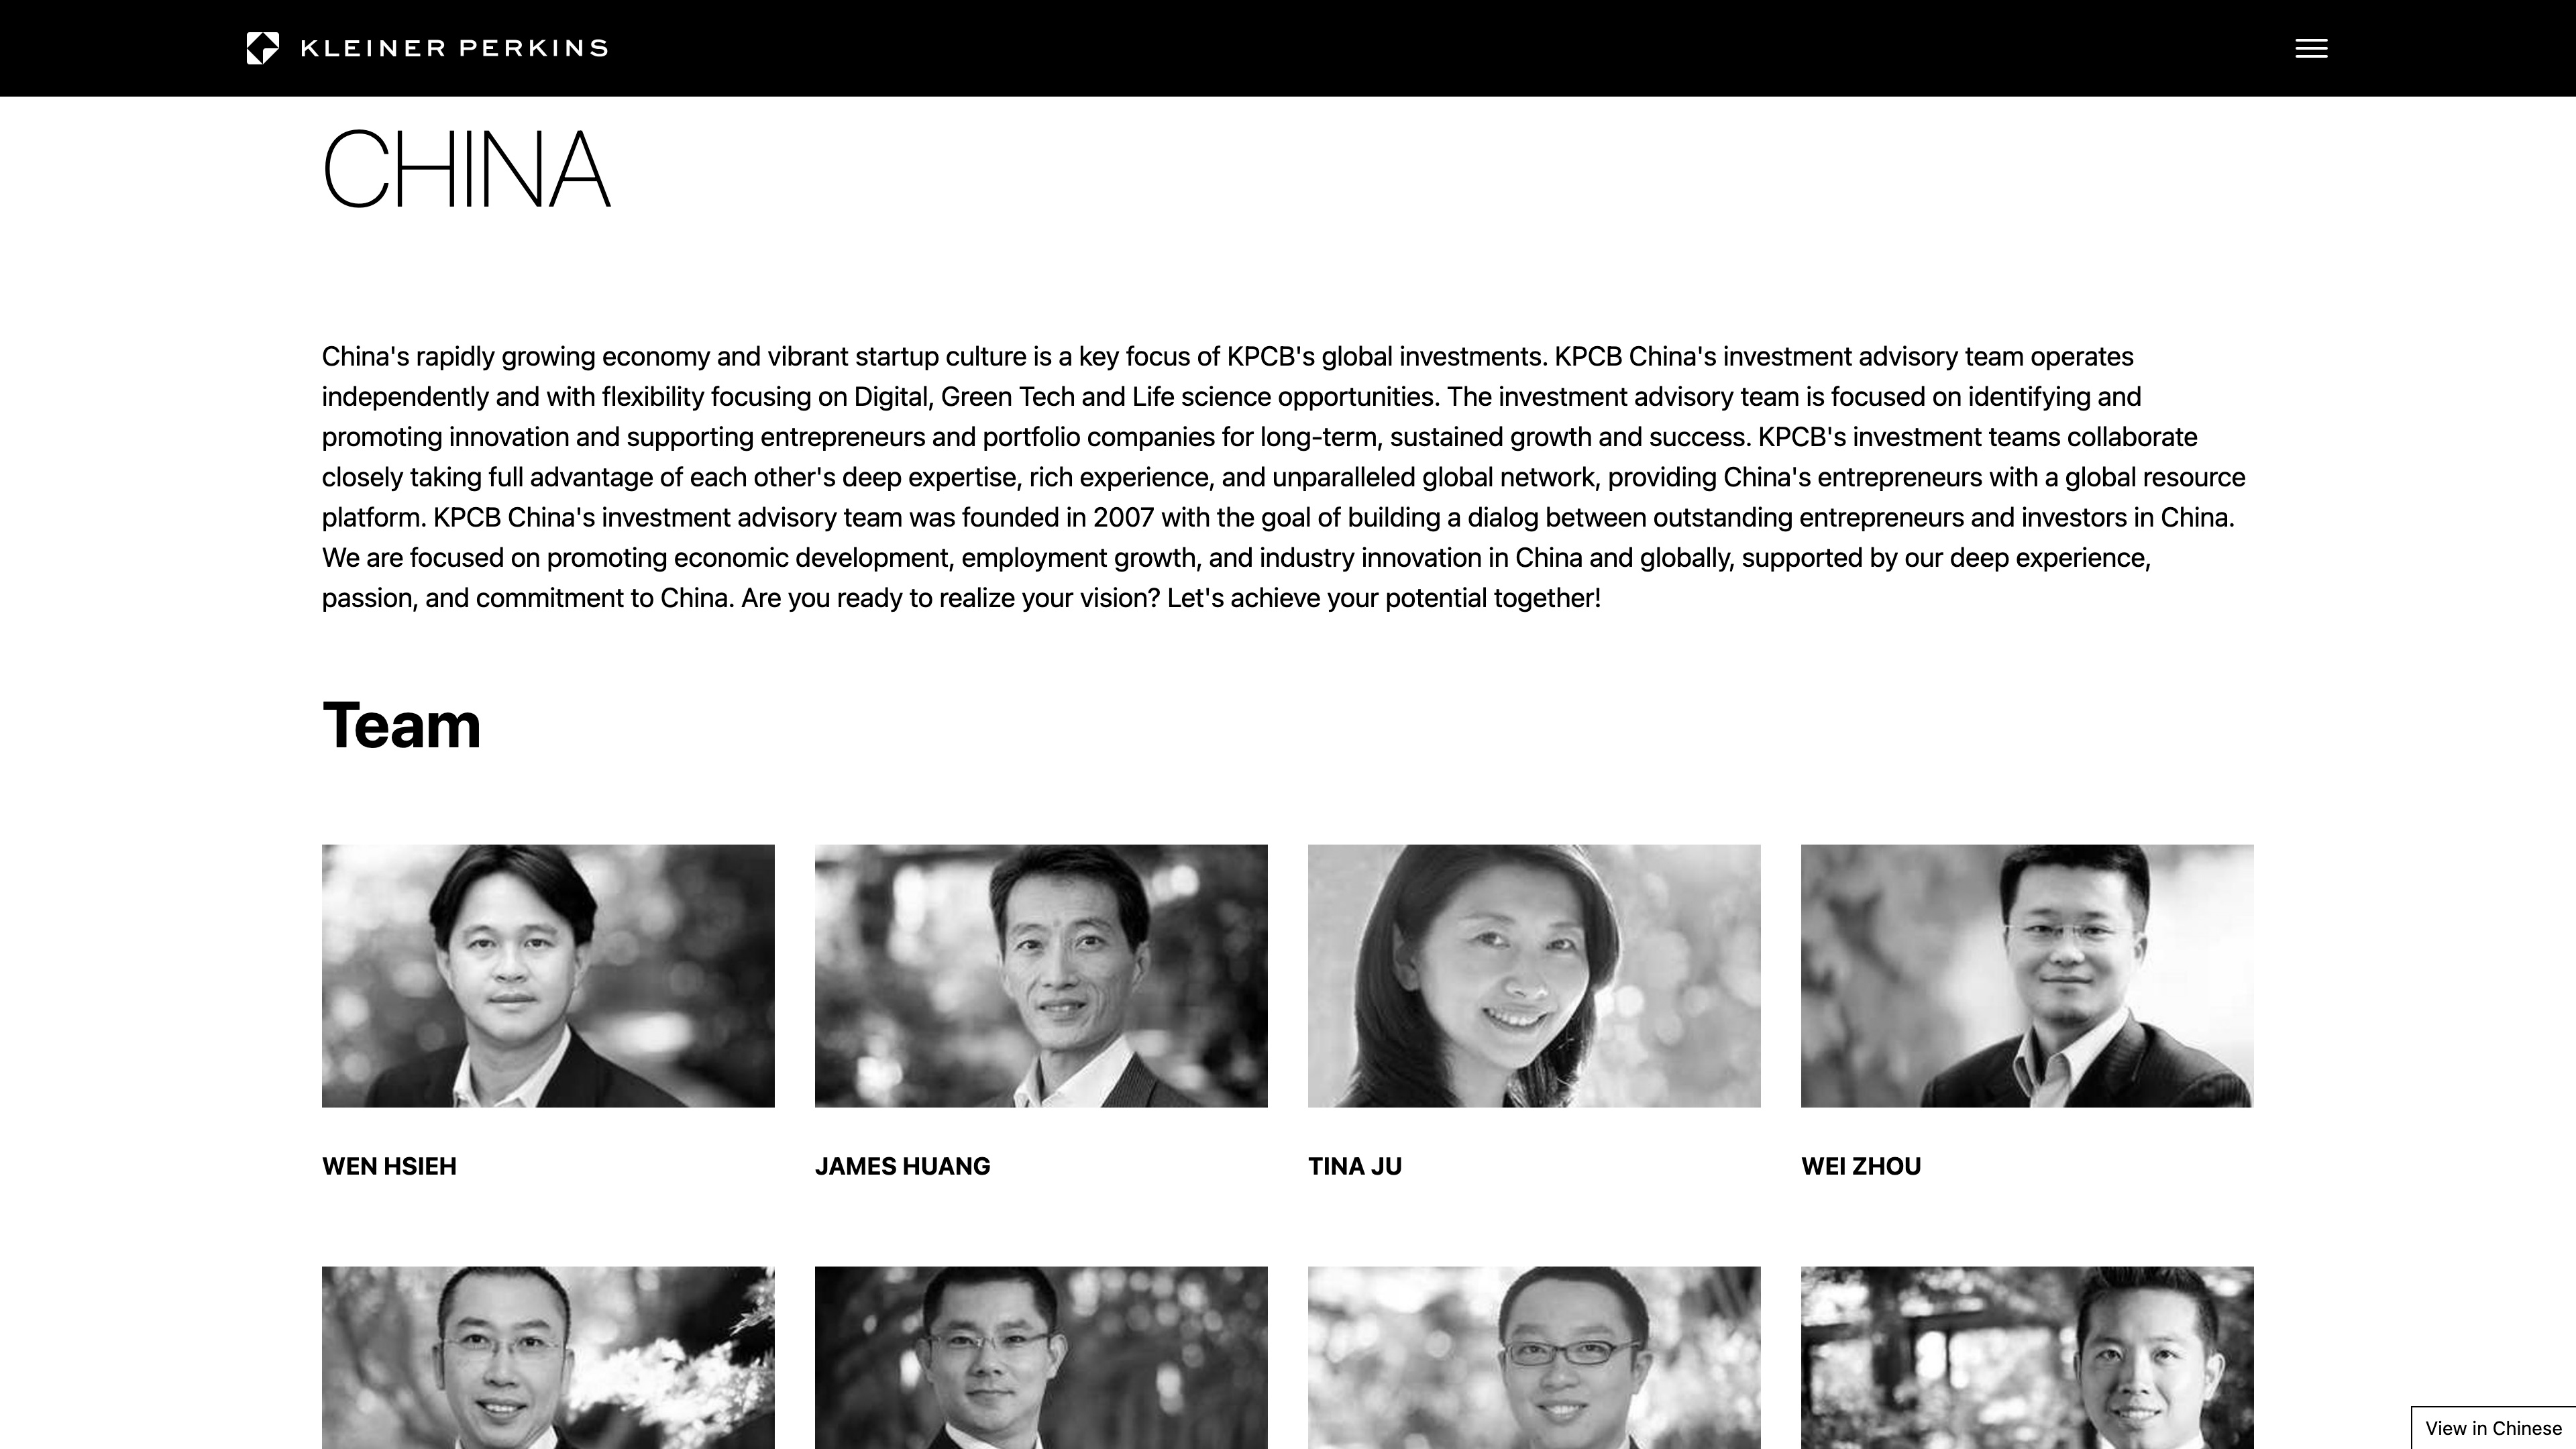 KLEINER PERKINS
CHINA
China's rapidly growing economy and vibrant startup culture is a key focus of KPCB's global investments. KPCB China's investment advisory team operates
independently and with flexibility focusing on Digital, Green Tech and Life science opportunities. The investment advisory team is focused on identifying and
promoting innovation and supporting entrepreneurs and portfolio companies for long-term, sustained growth and success. KPCB's investment teams collaborate
closely taking full advantage of each other's deep expertise, rich experience, and unparalleled global network, providing China's entrepreneurs with a global resource
platform. KPCB China's investment advisory team was founded in 2007 with the goal of building a dialog between outstanding entrepreneurs and investors in China.
We are focused on promoting economic development, employment growth, and industry innovation in China and globally, supported by our deep experience,
passion, and commitment to China. Are you ready to realize your vision? Let's achieve your potential together!
Team
WEN HSIEH
JAMES HUANG
TINA JU
WEI ZHOU
View in Chinese